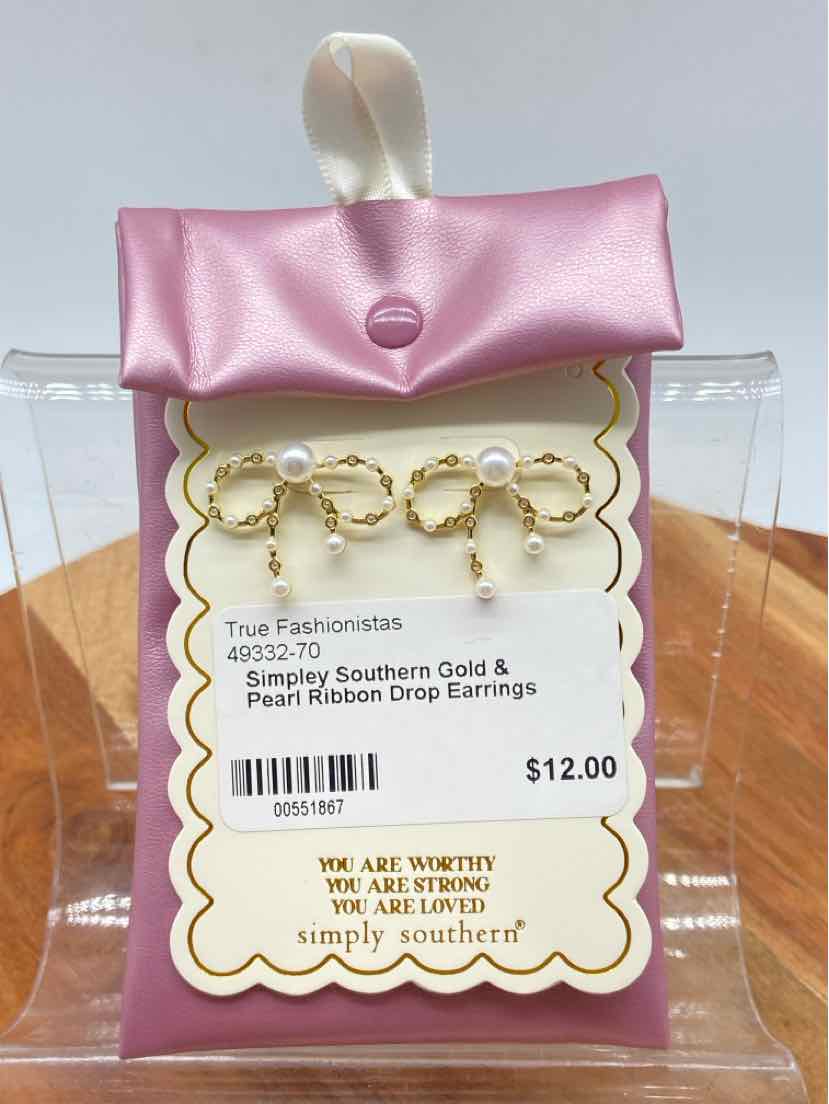 True Fashionistas
49332-70
Simpley Southern Gold &
Pearl Ribbon Drop Earrings
$12.00
00551867
YOU ARE WORTHY
YOU ARE STRONG
YOU ARE LOVED
simply southern®